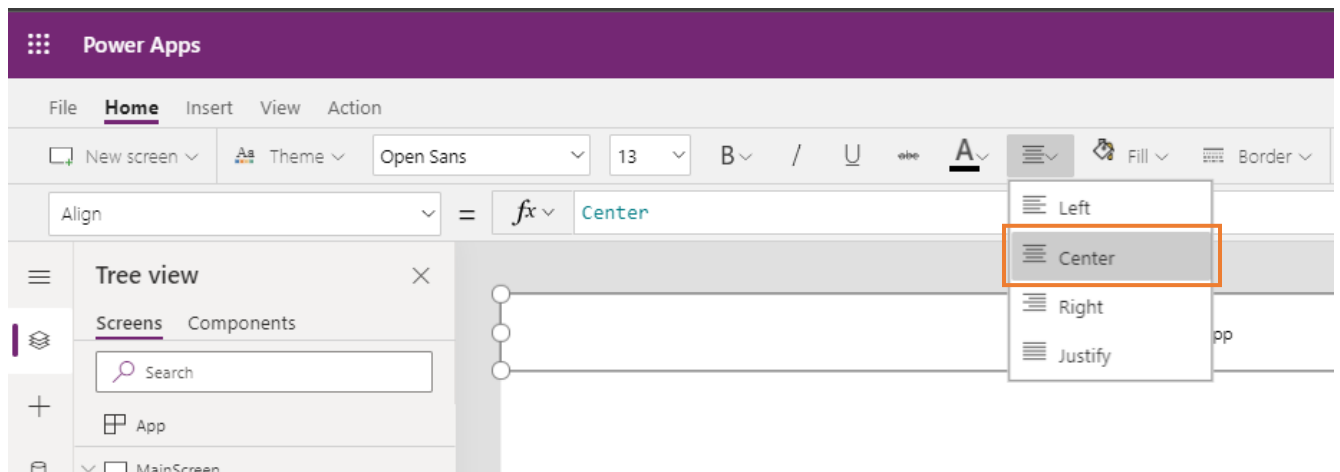 Power Apps
File Home Insert View Action
New screen Aa Theme Open Sans 13 B / U abc A Fill Border
Align = fx Center
Left
Center
Right
Justify
Tree view
Screens Components
Search
App
MainScreen
pp